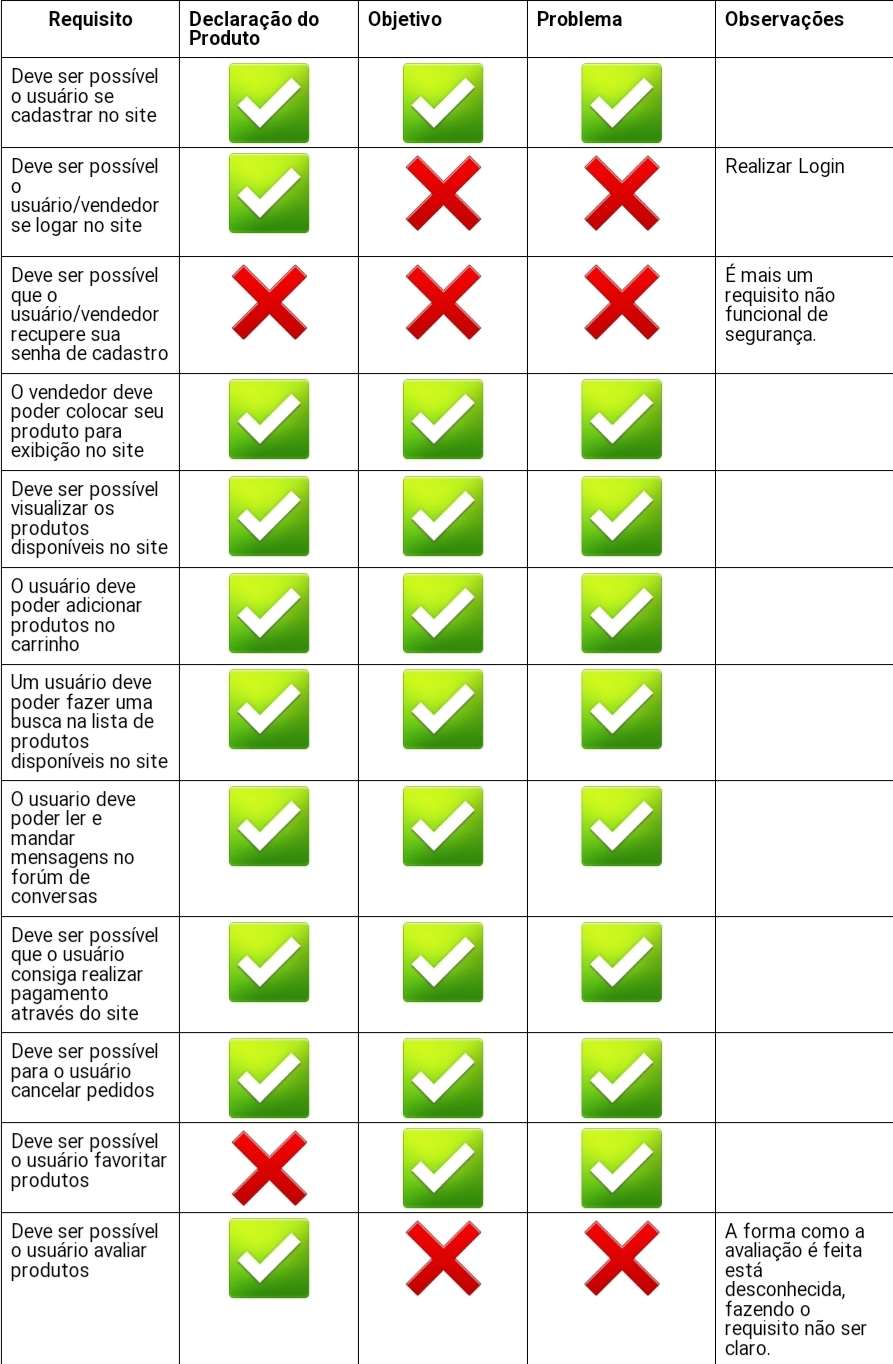 Requisito
Declaração do
Produto
Objetivo
Problema
Observações
Deve ser possível
o usuário se
cadastrar no site
Deve ser possível
o
usuário/vendedor
se logar no site
Realizar Login
Deve ser possível
que o
usuário/vendedor
recupere sua
senha de cadastro
É mais um
requisito não
funcional de
segurança.
O vendedor deve
poder colocar seu
produto para
exibição no site
Deve ser possível
visualizar os
produtos
disponíveis no site
O usuário deve
poder adicionar
produtos no
carrinho
Um usuário deve
poder fazer uma
busca na lista de
produtos
disponíveis no site
O usuario deve
poder ler e
mandar
mensagens no
forúm de
conversas
Deve ser possível
que o usuário
consiga realizar
pagamento
através do site
Deve ser possível
para o usuário
cancelar pedidos
Deve ser possível
o usuário favoritar
produtos
Deve ser possível
o usuário avaliar
produtos
A forma como a
avaliação é feita
está
desconhecida,
fazendo o
requisito não ser
claro.